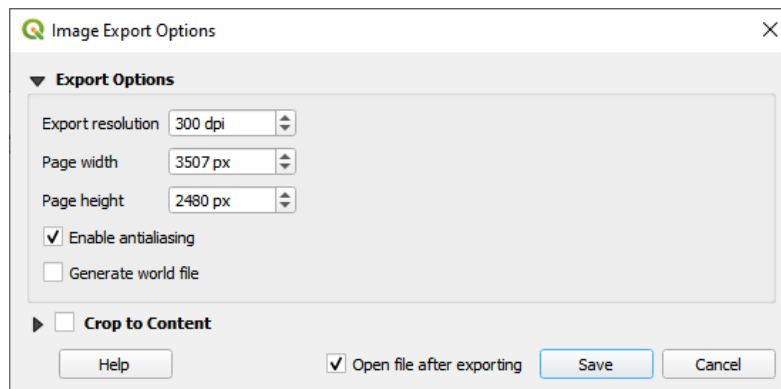 Image Export Options
Export Options
Export resolution 300 dpi
Page width 3507 px
Page height 2480 px
Enable antialiasing
Generate world file
Crop to Content
Help Open file after exporting Save Cancel